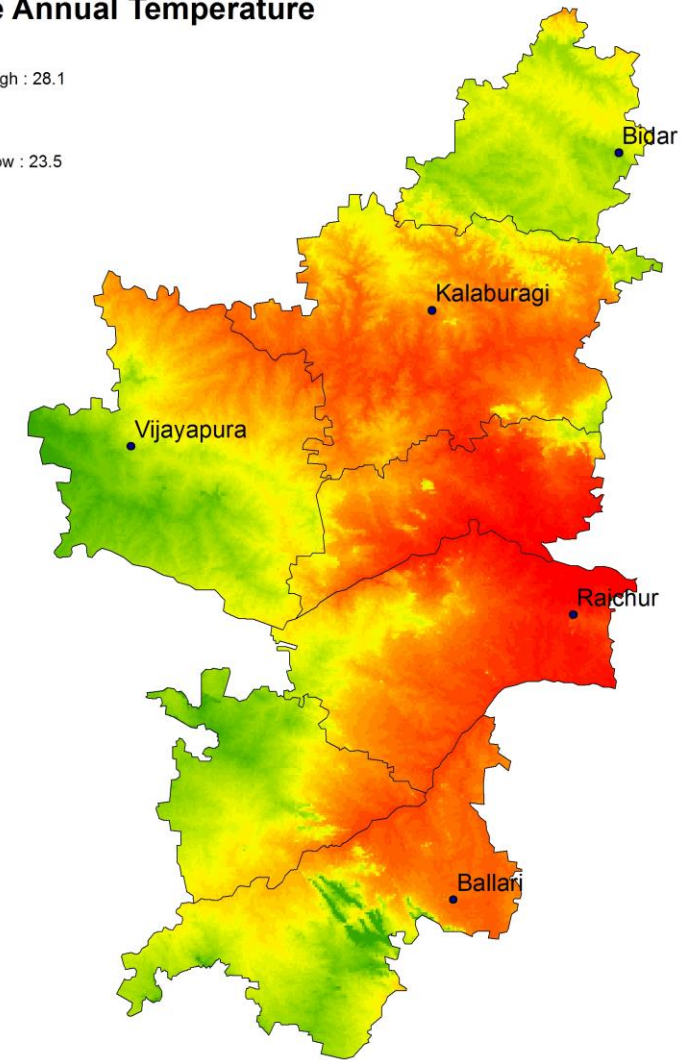 e Annual Temperature
gh : 28.1
ow : 23.5
Bidar
Kalaburagi
Vijayapura
Raichur
Ballari